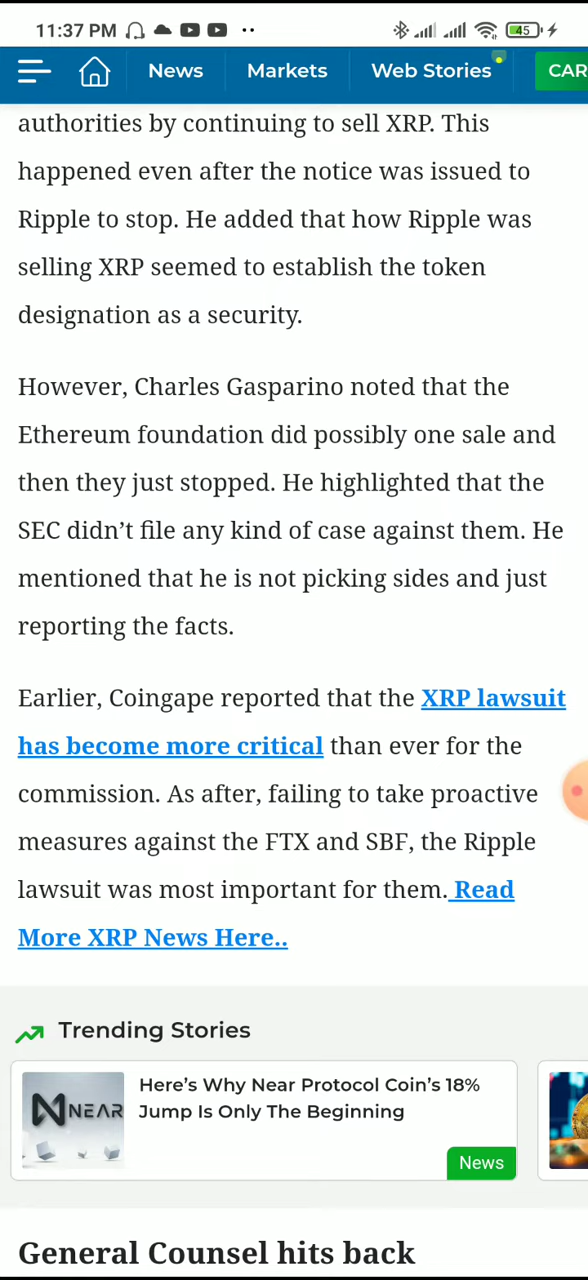 11:37 PM
45
News Markets Web Stories CAR
authorities by continuing to sell XRP. This
happened even after the notice was issued to
Ripple to stop. He added that how Ripple was
selling XRP seemed to establish the token
designation as a security.
However, Charles Gasparino noted that the
Ethereum foundation did possibly one sale and
then they just stopped. He highlighted that the
SEC didn’t file any kind of case against them. He
mentioned that he is not picking sides and just
reporting the facts.
Earlier, Coingape reported that the XRP lawsuit
has become more critical than ever for the
commission. As after, failing to take proactive
measures against the FTX and SBF, the Ripple
lawsuit was most important for them. Read
More XRP News Here..
Trending Stories
NEAR
Here’s Why Near Protocol Coin’s 18%
Jump Is Only The Beginning
News
General Counsel hits back